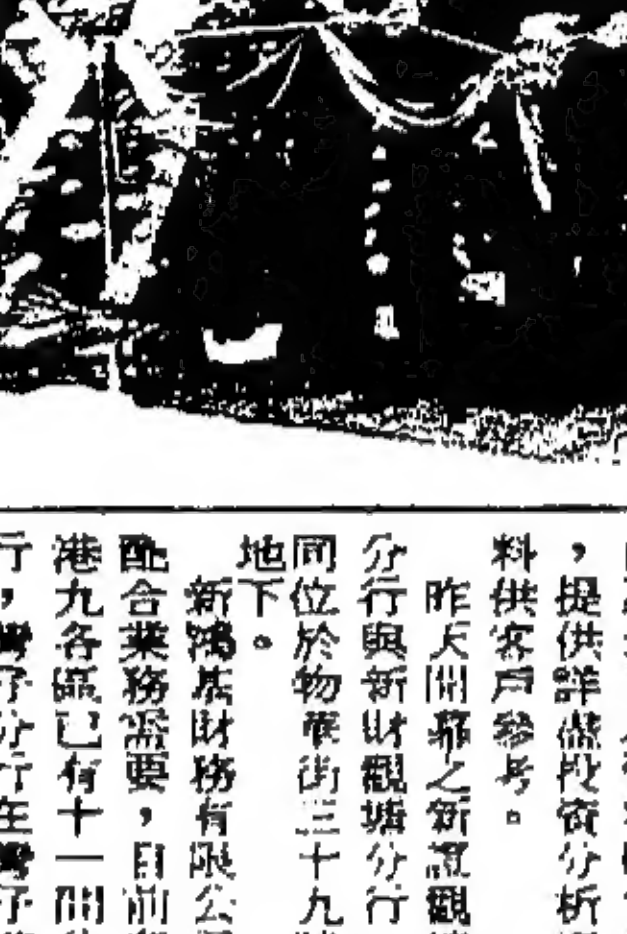 ，提供詳儘投資分析
料供客戶參考。
昨天開幕之新證觀
分行與新財觀塘分行
同位於物華街三十九
地下。
新鴻基財務有限公
配合業務需要，目前
港九各區已有十一間
行，灣仔分行在灣仔